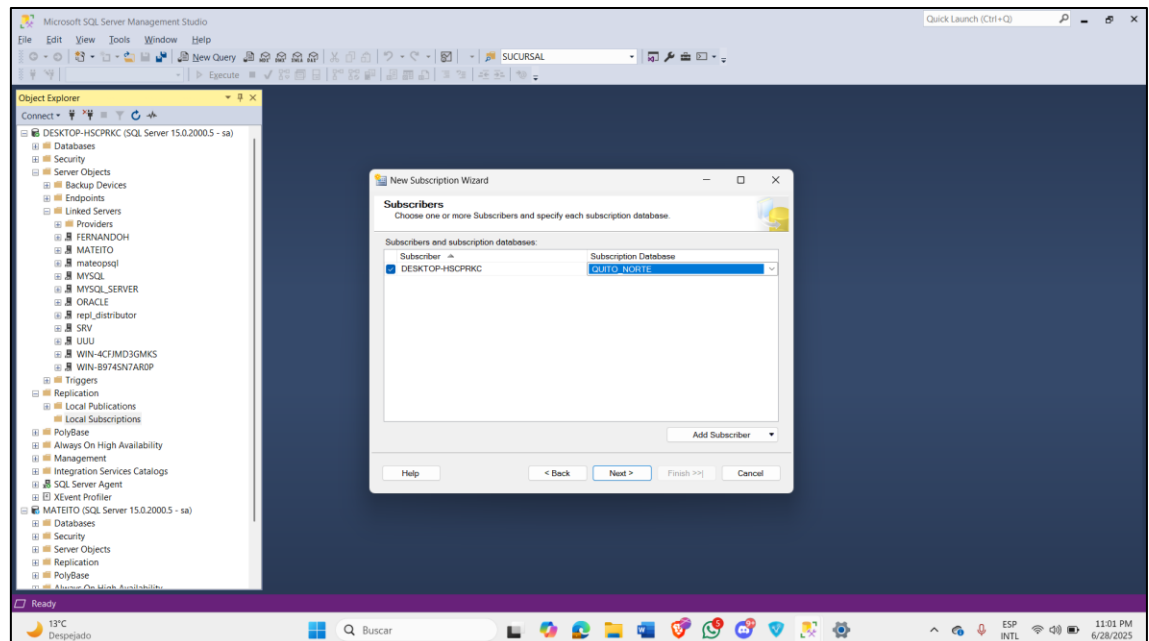 Microsoft SQL Server Management Studio
Quick Launch (Ctrl+Q)
File Edit View Tools Window Help
New Query
SUCURSAL
Execute
Object Explorer
Connect
DESKTOP-HSCPRKC (SQL Server 15.0.2000.5 - sa)
Databases
Security
Server Objects
Backup Devices
Endpoints
Linked Servers
Providers
FERNANDOH
MATEITO
mateopsql
MYSQL
MYSQL_SERVER
ORACLE
repl_distributor
SRV
UUU
WIN-4CFJMD3GMKS
WIN-B974SN7AR0P
Triggers
Replication
Local Publications
Local Subscriptions
PolyBase
Always On High Availability
Management
Integration Services Catalogs
SQL Server Agent
XEvent Profiler
MATEITO (SQL Server 15.0.2000.5 - sa)
Databases
Security
Server Objects
Replication
PolyBase
Always On High Availability
New Subscription Wizard
Subscribers
Choose one or more Subscribers and specify each subscription database.
Subscribers and subscription databases:
Subscriber Subscription Database
DESKTOP-HSCPRKC QUITO_NORTE
Add Subscriber
Help < Back Next > Finish >>| Cancel
Ready
13°C
Despejado
Buscar
ESP
INTL
11:01 PM
6/28/2025